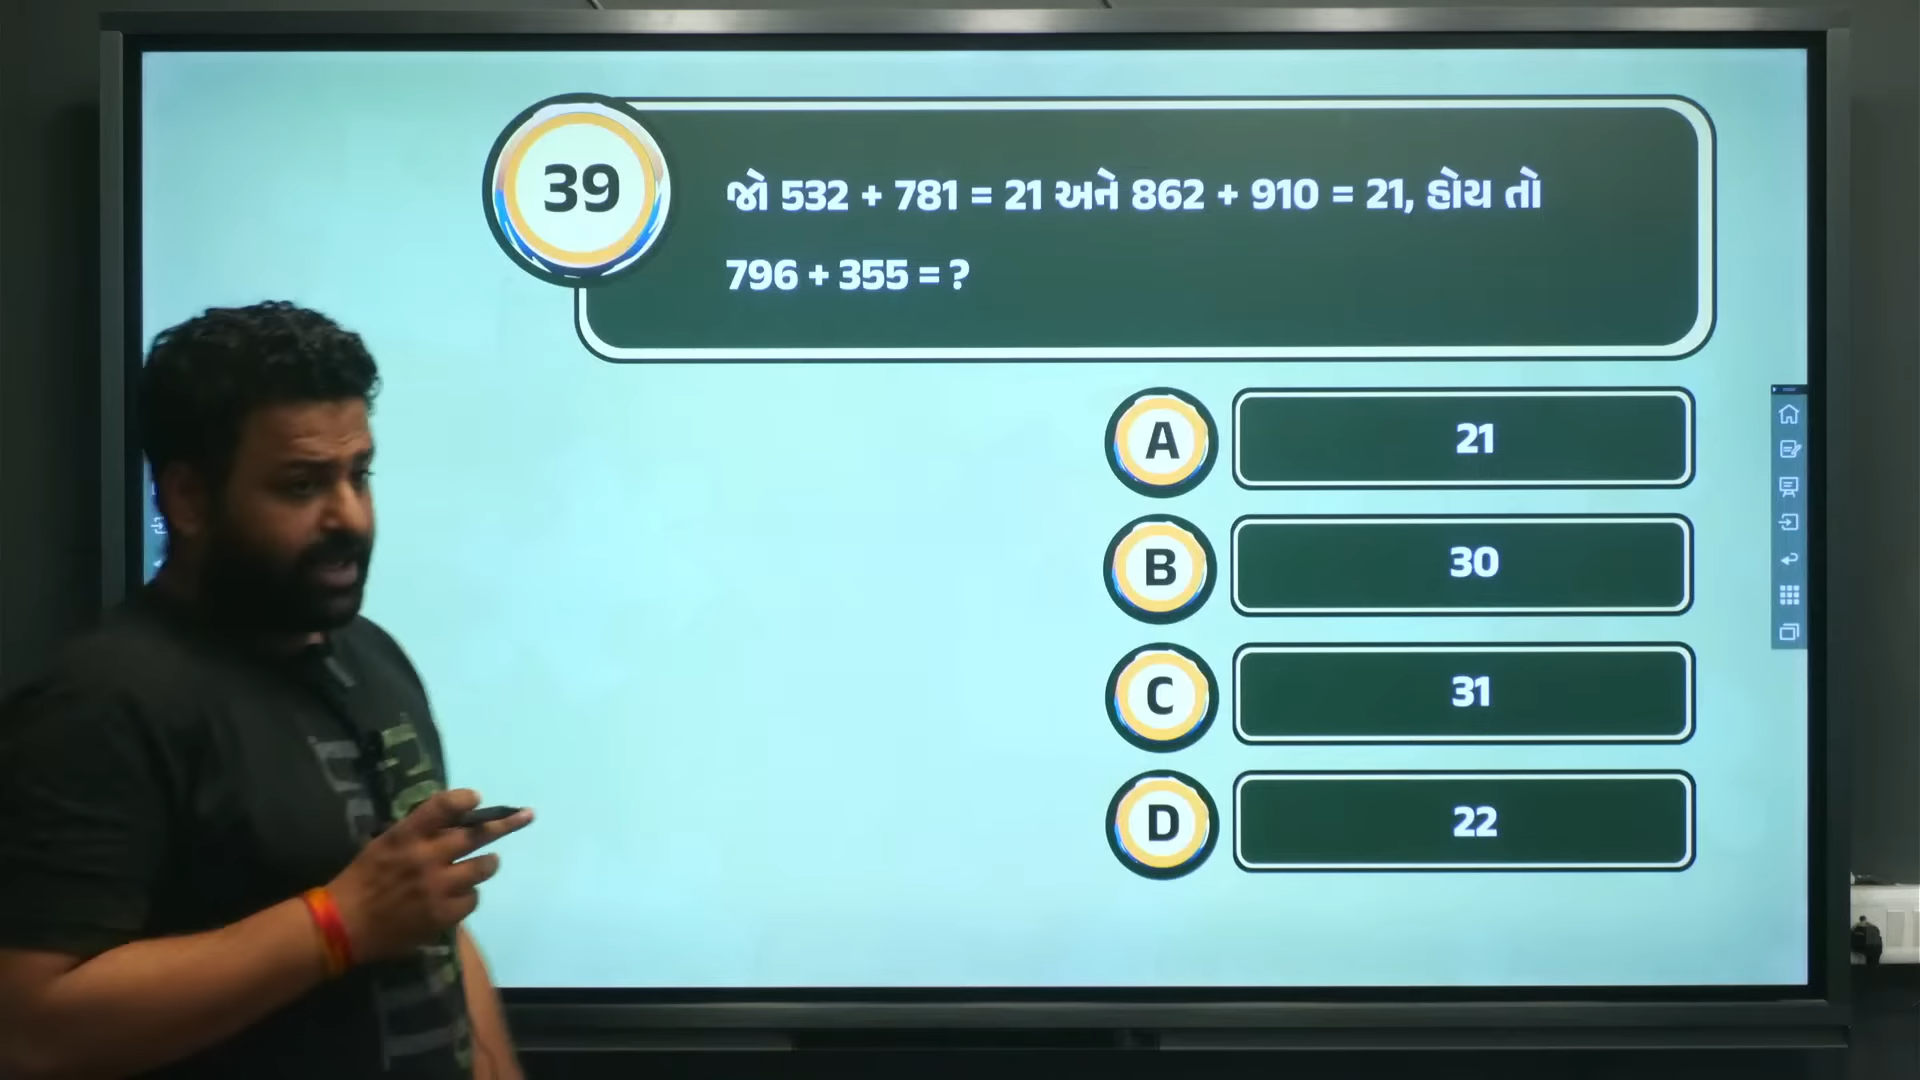 39
જો 532 + 781 = 21 અને 862 + 910 = 21, હોય તો
796 + 355 = ?
A
21
B
30
C
31
D
22